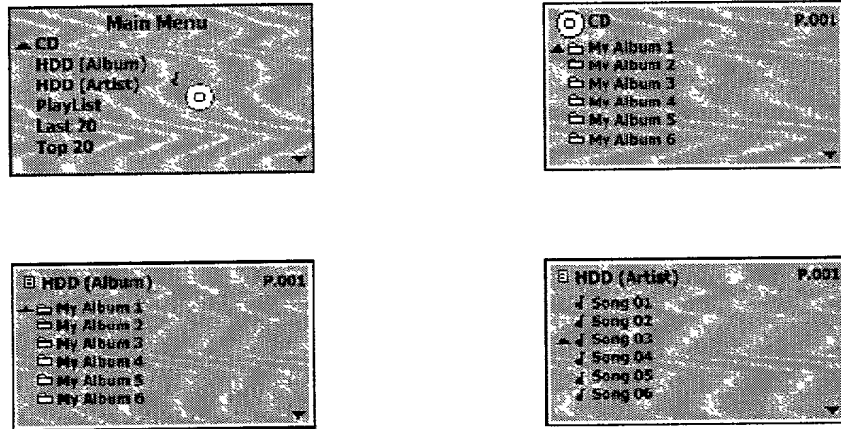 Main Menu
CD
HDD (Album)
HDD (Artist)
PlayList
Last 20
Top 20
CD P.001
My Album 1
My Album 2
My Album 3
My Album 4
My Album 5
My Album 6
HDD (Album) P.001
My Album 1
My Album 2
My Album 3
My Album 4
My Album 5
My Album 6
HDD (Artist) P.001
Song 01
Song 02
Song 03
Song 04
Song 05
Song 06